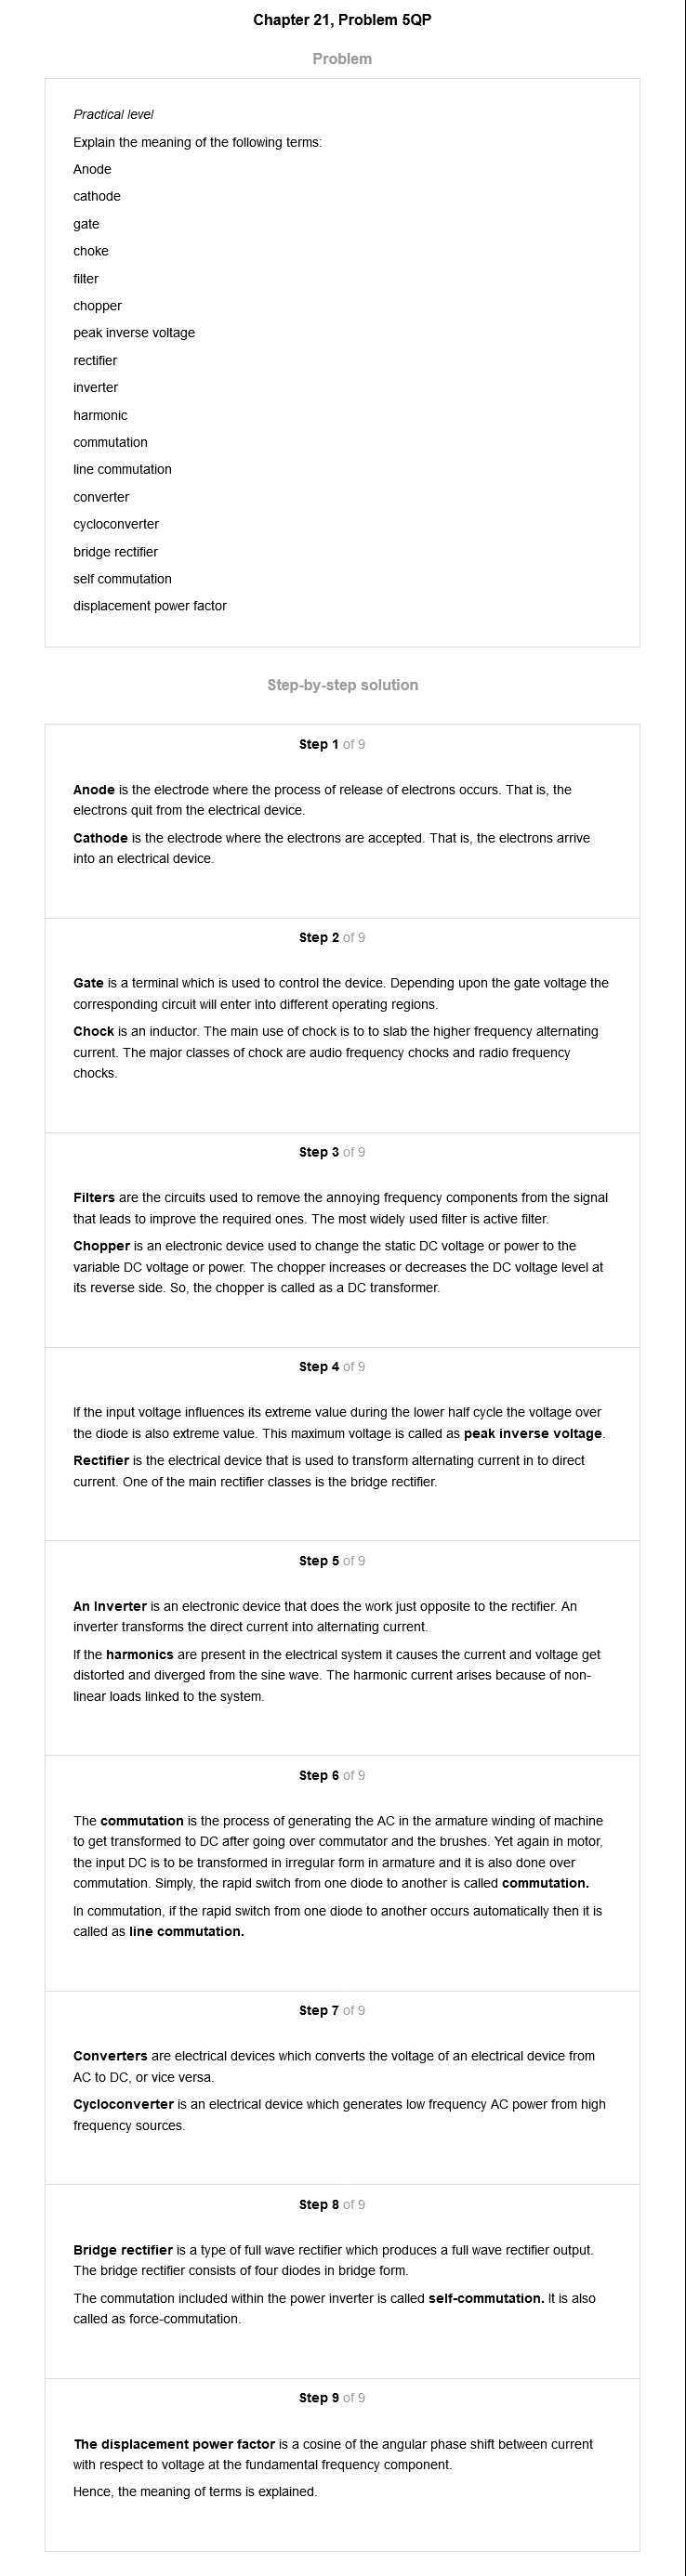 Chapter 21, Problem 5QP
Problem
Practical level
Explain the meaning of the following terms:
Anode
cathode
gate
choke
filter
chopper
peak inverse voltage
rectifier
inverter
harmonic
commutation
line commutation
converter
cycloconverter
bridge rectifier
self commutation
displacement power factor
Step-by-step solution
Step 1 of 9
Anode is the electrode where the process of release of electrons occurs. That is, the
electrons quit from the electrical device.
Cathode is the electrode where the electrons are accepted. That is, the electrons arrive
into an electrical device.
Step 2 of 9
Gate is a terminal which is used to control the device. Depending upon the gate voltage the
corresponding circuit will enter into different operating regions.
Chock is an inductor. The main use of chock is to to slab the higher frequency alternating
current. The major classes of chock are audio frequency chocks and radio frequency
chocks.
Step 3 of 9
Filters are the circuits used to remove the annoying frequency components from the signal
that leads to improve the required ones. The most widely used filter is active filter.
Chopper is an electronic device used to change the static DC voltage or power to the
variable DC voltage or power. The chopper increases or decreases the DC voltage level at
its reverse side. So, the chopper is called as a DC transformer.
Step 4 of 9
If the input voltage influences its extreme value during the lower half cycle the voltage over
the diode is also extreme value. This maximum voltage is called as peak inverse voltage.
Rectifier is the electrical device that is used to transform alternating current in to direct
current. One of the main rectifier classes is the bridge rectifier.
Step 5 of 9
An Inverter is an electronic device that does the work just opposite to the rectifier. An
inverter transforms the direct current into alternating current.
If the harmonics are present in the electrical system it causes the current and voltage get
distorted and diverged from the sine wave. The harmonic current arises because of non-
linear loads linked to the system.
Step 6 of 9
The commutation is the process of generating the AC in the armature winding of machine
to get transformed to DC after going over commutator and the brushes. Yet again in motor,
the input DC is to be transformed in irregular form in armature and it is also done over
commutation. Simply, the rapid switch from one diode to another is called commutation.
In commutation, if the rapid switch from one diode to another occurs automatically then it is
called as line commutation.
Step 7 of 9
Converters are electrical devices which converts the voltage of an electrical device from
AC to DC, or vice versa.
Cycloconverter is an electrical device which generates low frequency AC power from high
frequency sources.
Step 8 of 9
Bridge rectifier is a type of full wave rectifier which produces a full wave rectifier output.
The bridge rectifier consists of four diodes in bridge form.
The commutation included within the power inverter is called self-commutation. It is also
called as force-commutation.
Step 9 of 9
The displacement power factor is a cosine of the angular phase shift between current
with respect to voltage at the fundamental frequency component.
Hence, the meaning of terms is explained.